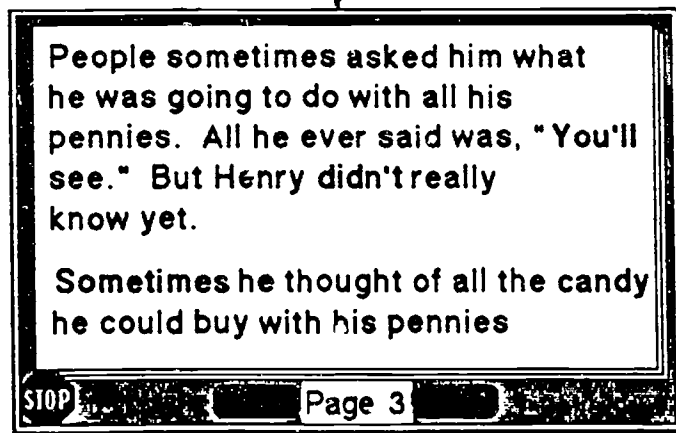 People sometimes asked him what
he was going to do with all his
pennies. All he ever said was, "You'll
see." But Henry didn't really
know yet.
Sometimes he thought of all the candy
he could buy with his pennies
STOP
Page 3